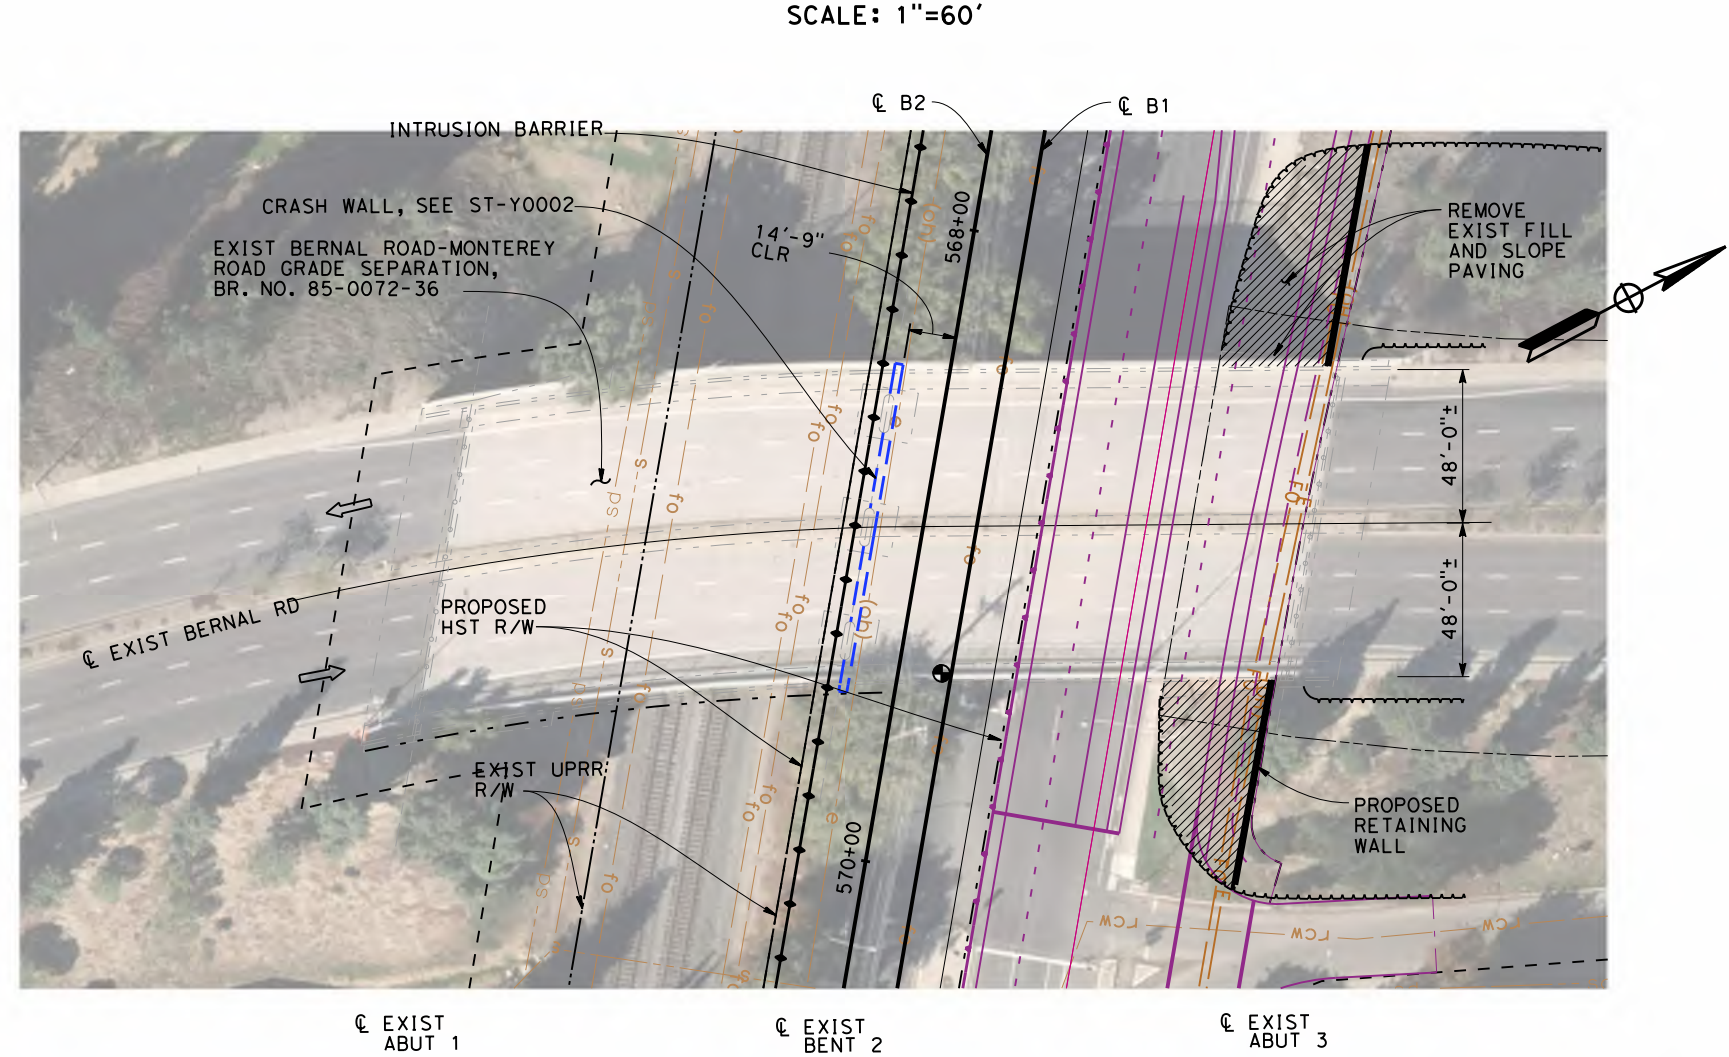 SCALE: 1"=60'
℄ B2
℄ B1
INTRUSION BARRIER
CRASH WALL, SEE ST-Y0002
EXIST BERNAL ROAD-MONTEREY
ROAD GRADE SEPARATION,
BR. NO. 85-0072-36
14'-9"
CLR
568+00
REMOVE
EXIST FILL
AND SLOPE
PAVING
48'-0"±
48'-0"±
℄ EXIST BERNAL RD
PROPOSED
HST R/W
EXIST UPRR
R/W
570+00
PROPOSED
RETAINING
WALL
rcw
rcw
rcw
℄ EXIST
ABUT 1
℄ EXIST
BENT 2
℄ EXIST
ABUT 3